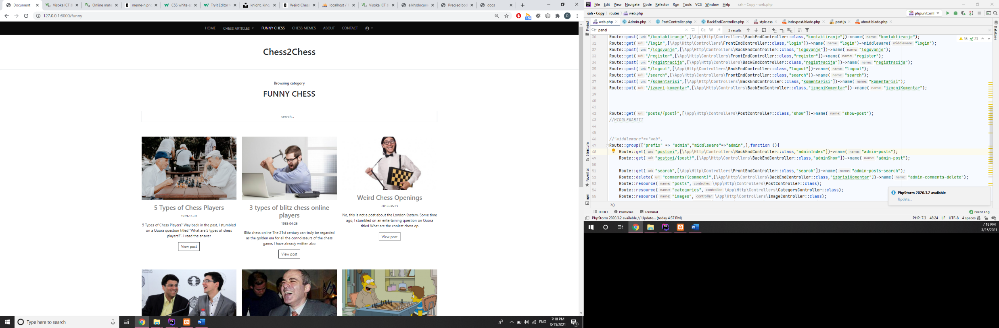 Document
Visoka ICT š
Online mate
meme-n.pn
CSS white-s
Tryit Editor v
knight, king
Weird Chess
localhost / 1
Visoka ICT š
elkhsdocum
Pregled bod
docs
127.0.0.1:8000/funny
100
D
HOME
CHESS ARTICLES
FUNNY CHESS
CHESS MEMES
ABOUT
CONTACT
Chess2Chess
Browsing category
FUNNY CHESS
search...
5 Types of Chess Players
1979-11-03
5 Types of Chess Players? Way back in the past, I stumbled
on a Quora question titled "What are 5 types of chess
players?". I read the answer
View post
3 types of blitz chess online
players
1988-04-26
Blitz chess online The 21st century can truly be regarded
as the golden era for all the connoisseurs of the chess
game. I have already written abo
View post
Weird Chess Openings
2012-08-13
No, this is not a post about the London System. Some time
ago, I stumbled on an entertaining question on Quora
titled What are the coolest chess op
View post
Type here to search
ENG
7:18 PM
3/15/2021
1
File Edit View Navigate Code Refactor Run Tools VCS Window Help
sah - Copy - web.php
sah - Copy
routes
web.php
phpunit.xml
web.php
Admin.php
PostController.php
BackEndController.php
style.css
indexpost.blade.php
post.js
about.blade.php
Project
Structure
Favorites
npm
Database
panel
Cc W .*
2 results
36 23
30 Route::post( uri: "/kontaktiranje",[\App\Http\Controllers\BackEndController::class,"kontaktiranje"])->name( name: "kontaktiranje");
31 Route::get( uri: "/login",[\App\Http\Controllers\FrontEndController::class,"login"])->name( name: "login")->middleware( middleware: "login");
32 Route::post( uri: "/logovanje",[\App\Http\Controllers\BackEndController::class,"logovanje"])->name( name: "logovanje");
33 Route::get( uri: "/register",[\App\Http\Controllers\FrontEndController::class,"register"])->name( name: "register");
34 Route::post( uri: "/registracija",[\App\Http\Controllers\BackEndController::class,"registracija"])->name( name: "registracija");
35 Route::post( uri: "/logout",[\App\Http\Controllers\BackEndController::class,"logout"])->name( name: "logout");
36 Route::get( uri: "/search",[\App\Http\Controllers\FrontEndController::class,"search"])->name( name: "search");
37 Route::post( uri: "/komentarisi",[\App\Http\Controllers\BackEndController::class,"komentarisi"])->name( name: "komentarisi");
38 Route::put( uri: "/izmeni-komentar",[\App\Http\Controllers\BackEndController::class,"izmeniKomentar"])->name( name: "izmeniKomentar");
39
40
41
42 Route::get( uri: "posts/{post}",[\App\Http\Controllers\PostController::class,"show"])->name( name: "show-post");
43 //MIDDLEWARIII
44
45
46 //"middleware"=>"web",
47 Route::group(["prefix" => "admin","middleware"=>"admin",],function (){
48 Route::get( uri: "postovi",[\App\Http\Controllers\BackEndController::class,"adminIndex"])->name( name: "admin-posts");
49 Route::get( uri: "postovi/{post}",[\App\Http\Controllers\BackEndController::class,"adminShow"])->name( name: "admin-post");
50
51 Route::get( uri: "search",[\App\Http\Controllers\FrontEndController::class,"search"])->name( name: "admin-posts-search");
52 Route::delete( uri: "comments/{comment}",[\App\Http\Controllers\BackEndController::class,"izbrisiKomentar"])->name( name: "admin-comments-delete");
53 Route::resource( name: "posts", controller: \App\Http\Controllers\PostController::class);
54 Route::resource( name: "categories", controller: \App\Http\Controllers\CategoryController::class);
55 Route::resource( name: "images", controller: \App\Http\Controllers\ImageController::class);
λ()
PhpStorm 2020.3.2 available
Update...
TODO
Problems
Terminal
4 Event Log
PhpStorm 2020.3.2 available // Update... (today 4:37 PM)
PHP: 7.3 48:24 LF UTF-8 4 spaces
7:18 PM
3/15/2021